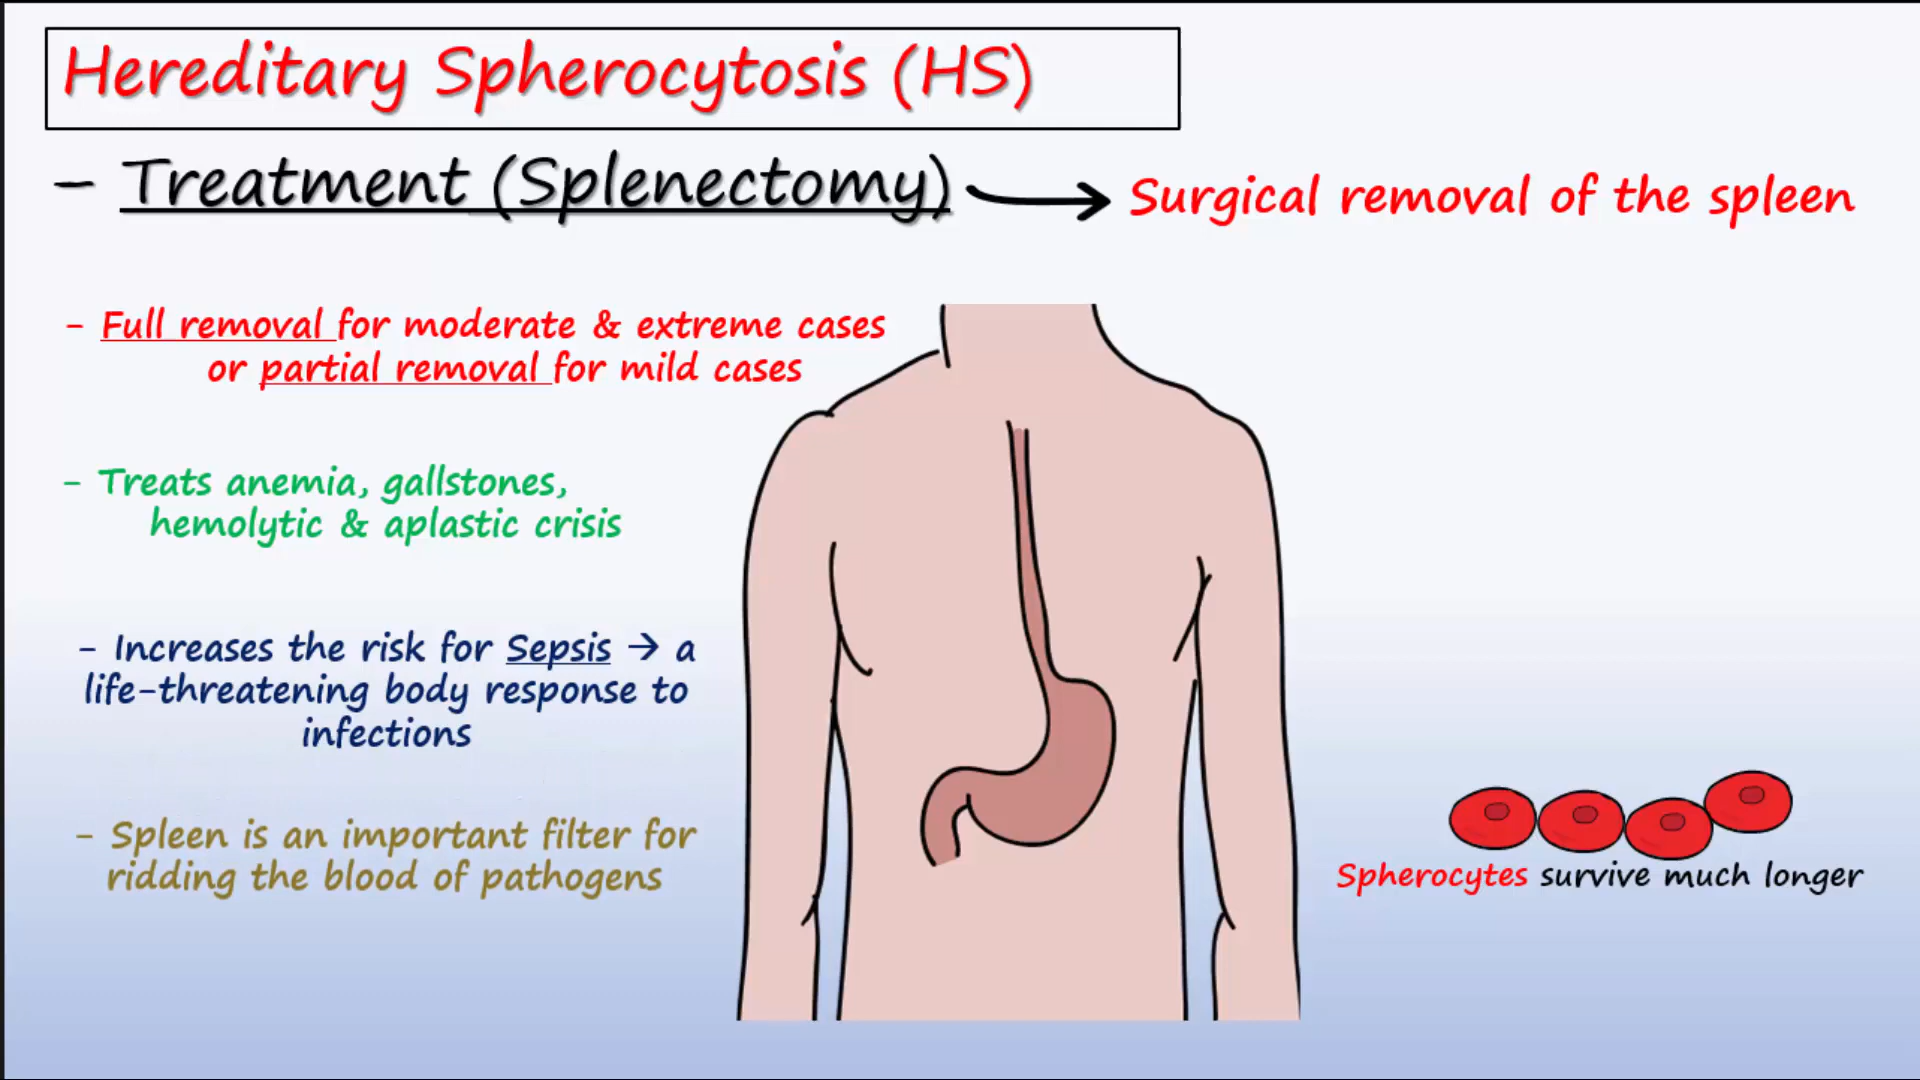 Hereditary Spherocytosis (HS)
– Treatment (Splenectomy) → Surgical removal of the spleen
- Full removal for moderate & extreme cases
or partial removal for mild cases
- Treats anemia, gallstones,
hemolytic & aplastic crisis
- Increases the risk for Sepsis → a
life-threatening body response to
infections
- Spleen is an important filter for
ridding the blood of pathogens
Spherocytes survive much longer